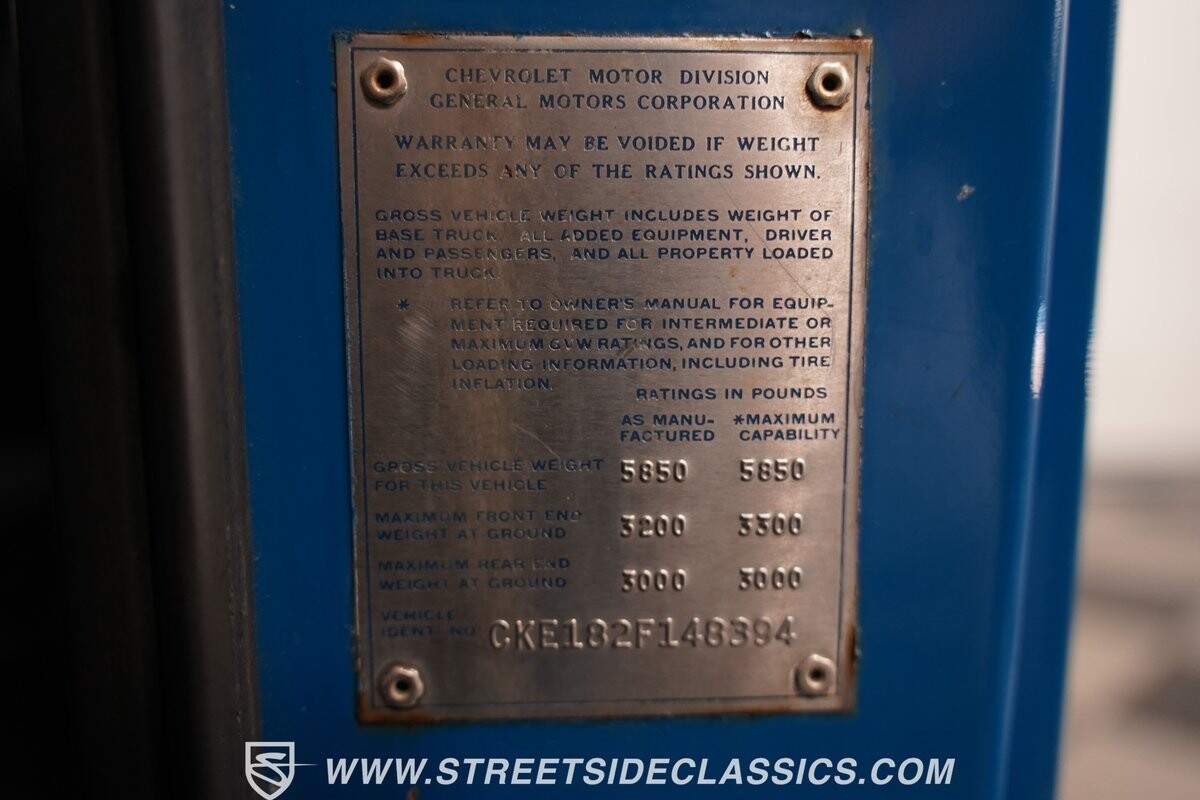 CHEVROLET MOTOR DIVISION
GENERAL MOTORS CORPORATION
WARRANTY MAY BE VOIDED IF WEIGHT
EXCEEDS ANY OF THE RATINGS SHOWN.
GROSS VEHICLE WEIGHT INCLUDES WEIGHT OF
BASE TRUCK, ALL ADDED EQUIPMENT, DRIVER
AND PASSENGERS, AND ALL PROPERTY LOADED
INTO TRUCK.
* REFER TO OWNER'S MANUAL FOR EQUIP-
MENT REQUIRED FOR INTERMEDIATE OR
MAXIMUM GVW RATINGS, AND FOR OTHER
LOADING INFORMATION, INCLUDING TIRE
INFLATION.
RATINGS IN POUNDS
AS MANU- *MAXIMUM
FACTURED CAPABILITY
GROSS VEHICLE WEIGHT 5850 5850
FOR THIS VEHICLE
MAXIMUM FRONT END 3200 3300
WEIGHT AT GROUND
MAXIMUM REAR END 3000 3000
WEIGHT AT GROUND
VEHICLE
IDENT. NO. CKE182F148394
WWW.STREETSIDECLASSICS.COM